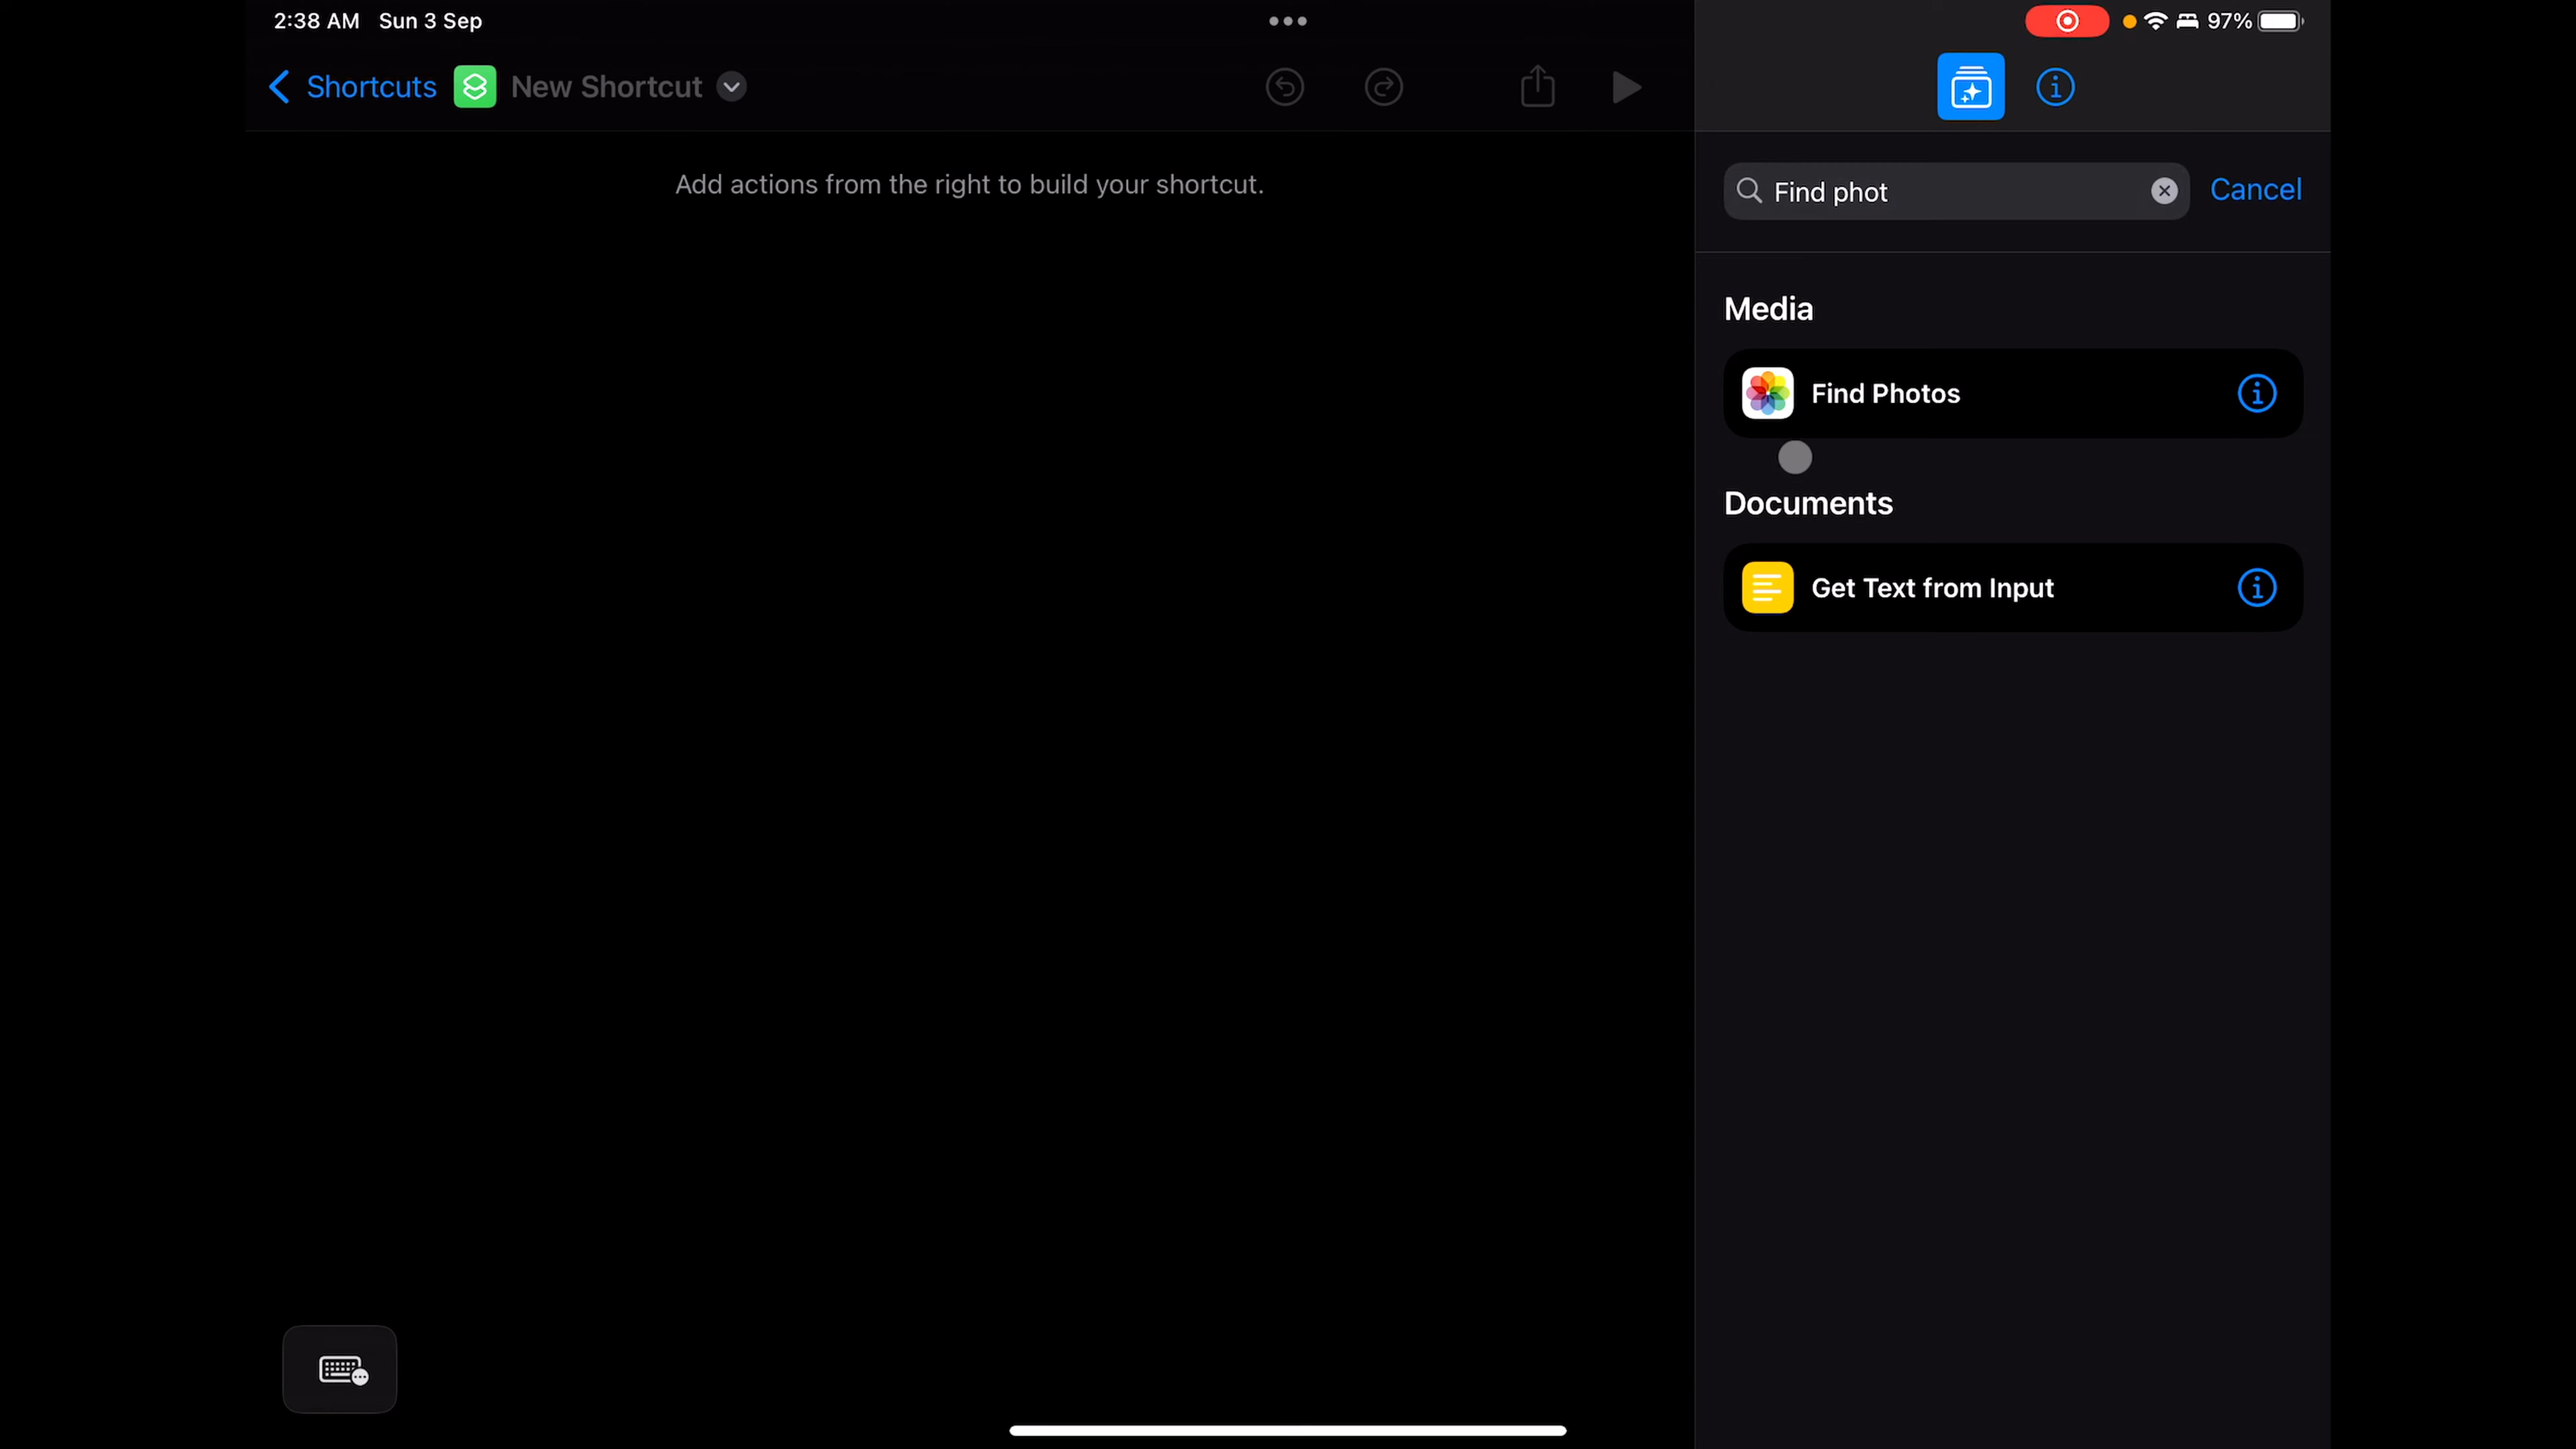 2:38 AM Sun 3 Sep
97%
Shortcuts New Shortcut
Add actions from the right to build your shortcut.
Find phot
Cancel
Media
Find Photos
Documents
Get Text from Input